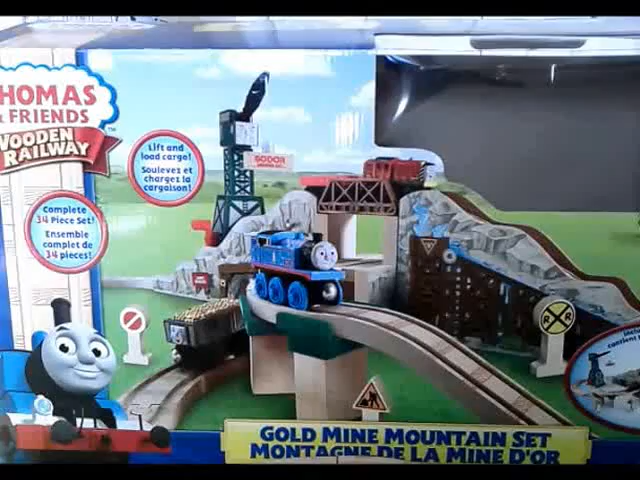 THOMAS
& FRIENDS
WOODEN
RAILWAY
™
Lift and
load cargo!
Soulevez et
chargez la
cargaison!
SODOR
Complete
34 Piece Set!
Ensemble
complet de
34 pièces!
R R
GOLD MINE MOUNTAIN SET
MONTAGNE DE LA MINE D'OR